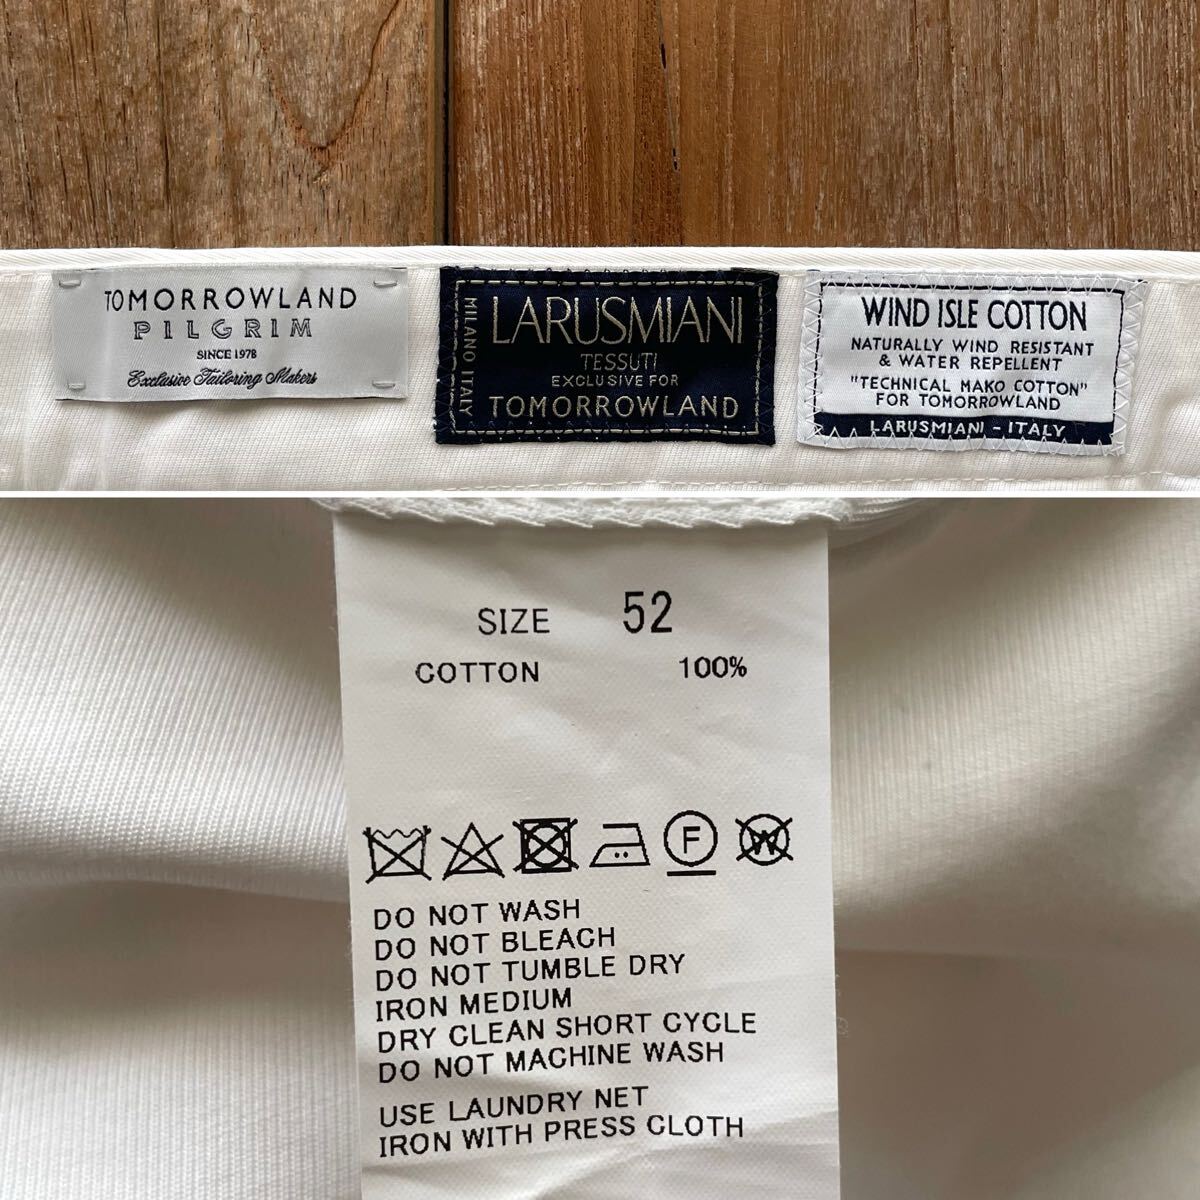 TOMORROWLAND
PILGRIM
SINCE 1978
Exclusive Tailoring Makers
MILANO ITALY
LARUSMIANI
TESSUTI
EXCLUSIVE FOR
TOMORROWLAND
WIND ISLE COTTON
NATURALLY WIND RESISTANT
& WATER REPELLENT
"TECHNICAL MAKO COTTON"
FOR TOMORROWLAND
LARUSMIANI - ITALY
SIZE 52
COTTON 100%
F W
DO NOT WASH
DO NOT BLEACH
DO NOT TUMBLE DRY
IRON MEDIUM
DRY CLEAN SHORT CYCLE
DO NOT MACHINE WASH
USE LAUNDRY NET
IRON WITH PRESS CLOTH